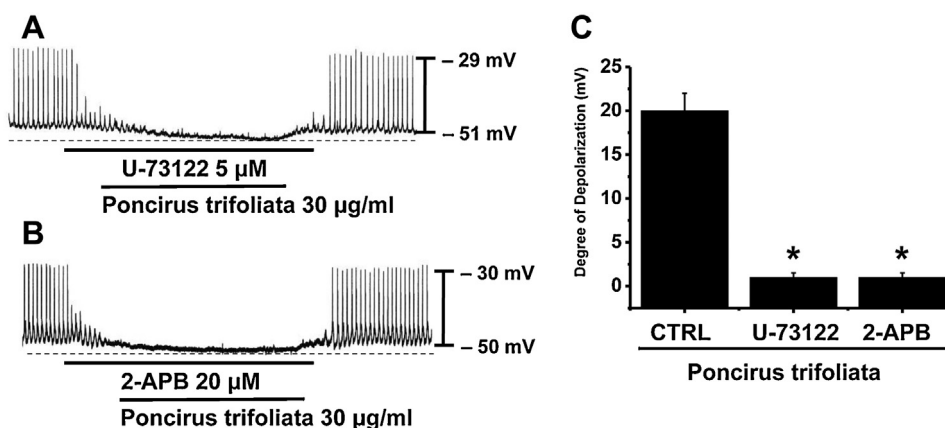 A
– 29 mV
– 51 mV
U-73122 5 µM
Poncirus trifoliata 30 µg/ml
B
– 30 mV
– 50 mV
2-APB 20 µM
Poncirus trifoliata 30 µg/ml
C
Degree of Depolarization (mV)
25
20
15
10
5
0
* *
CTRL U-73122 2-APB
Poncirus trifoliata